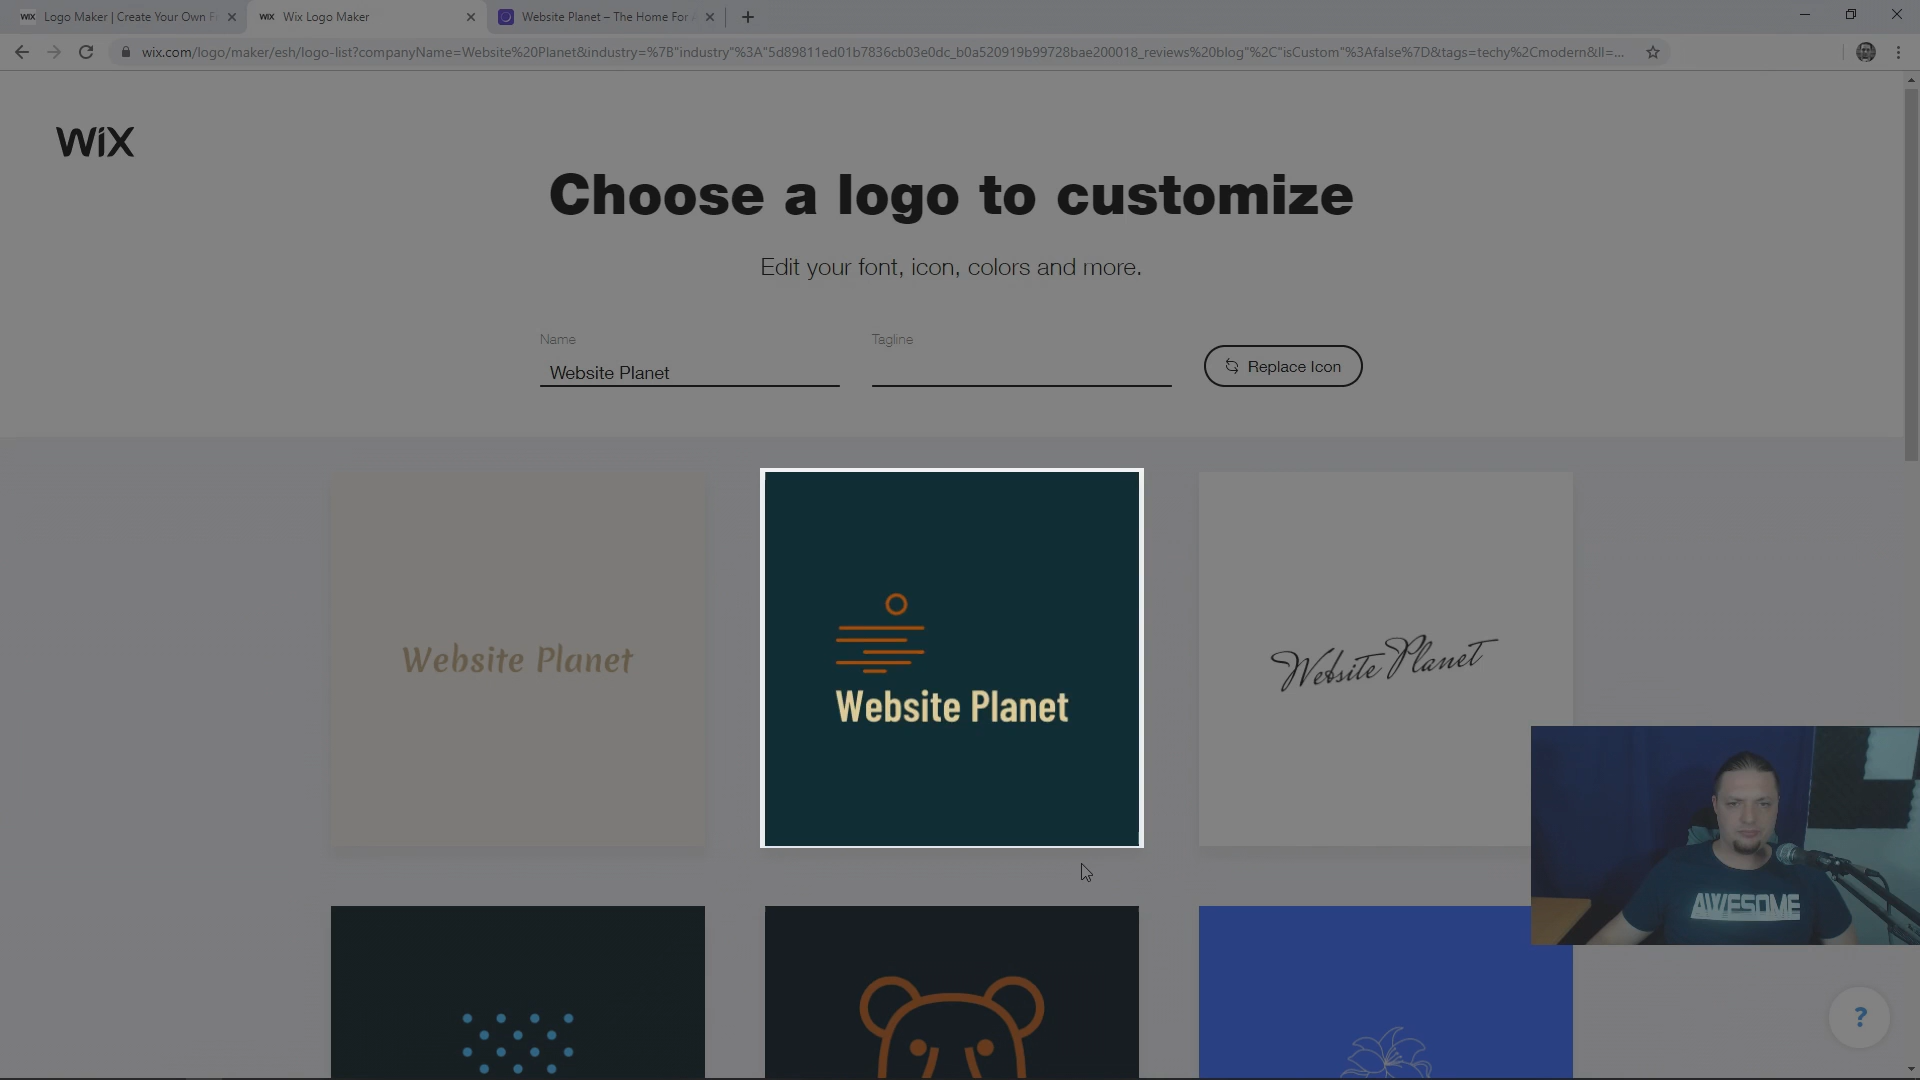 WiX Logo Maker | Create Your Own F
WiX Wix Logo Maker
Website Planet – The Home For
wix.com/logo/maker/esh/logo-list?companyName=Website%20Planet&industry=%7B"industry"%3A"5d89811ed01b7836cb03e0dc_b0a520919b99728bae200018_reviews%20blog"%2C"isCustom"%3Afalse%7D&tags=techy%2Cmodern&ll=...
WiX
Choose a logo to customize
Edit your font, icon, colors and more.
Name
Tagline
Website Planet
Replace Icon
Website Planet
Website Planet
Website Planet
AWESOME
?